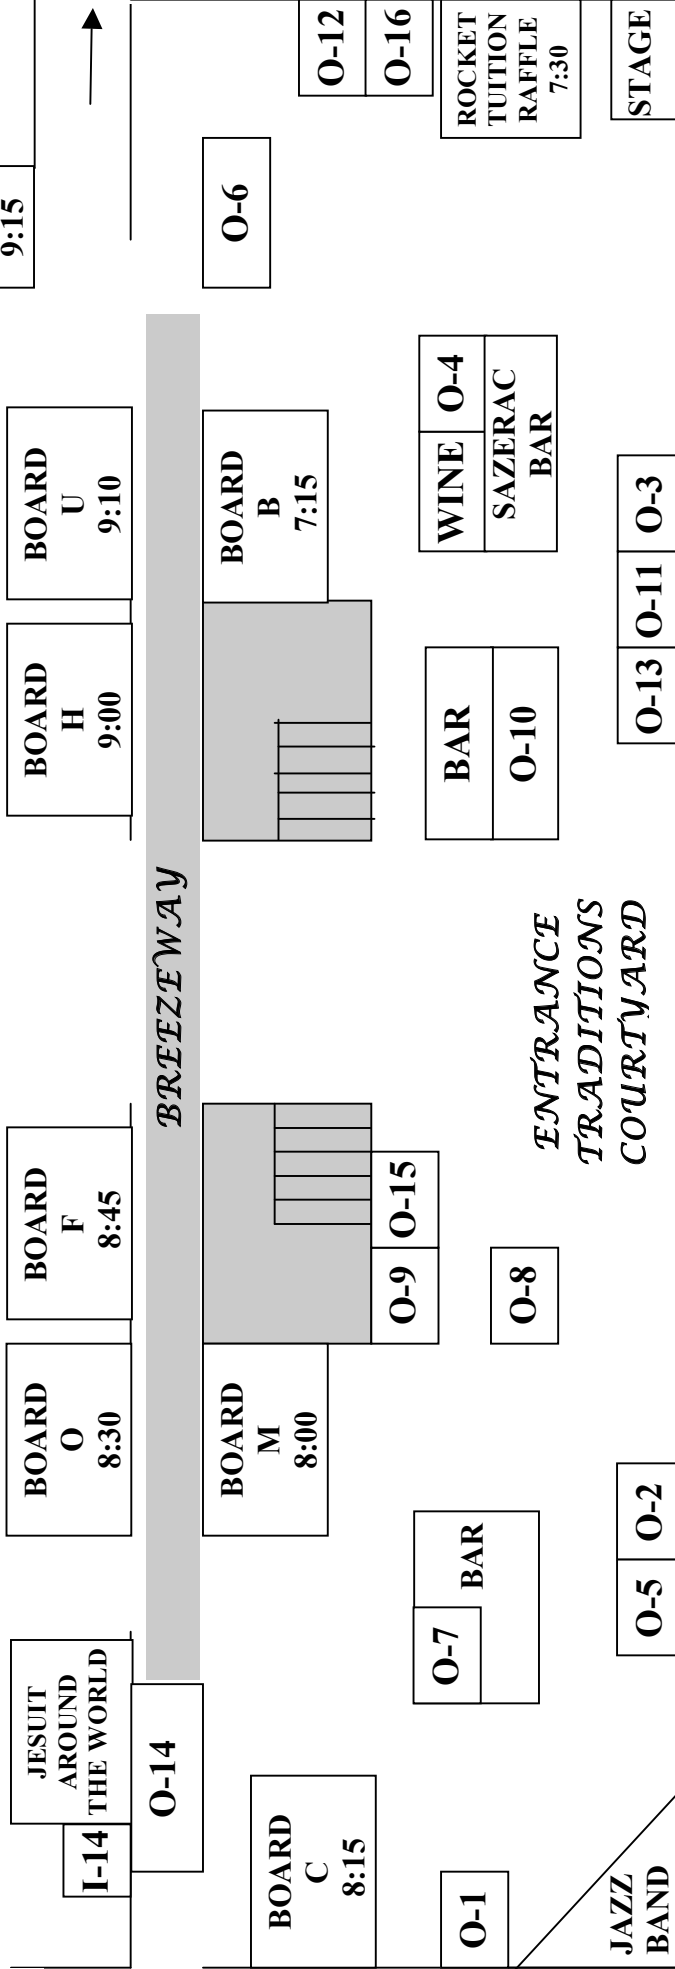 JESUIT
AROUND
THE WORLD
I-14
BOARD
O
8:30
BOARD
F
8:45
BOARD
H
9:00
BOARD
U
9:10
9:15
O-14
BREEZEWAY
BOARD
C
8:15
BOARD
M
8:00
BOARD
B
7:15
O-6
O-12
O-16
O-9
O-15
O-1
O-7
BAR
O-8
BAR
O-10
WINE
O-4
SAZERAC
BAR
ROCKET
TUITION
RAFFLE
7:30
ENTRANCE
TRADITIONS
COURTYARD
JAZZ
BAND
O-5
O-2
O-13
O-11
O-3
STAGE